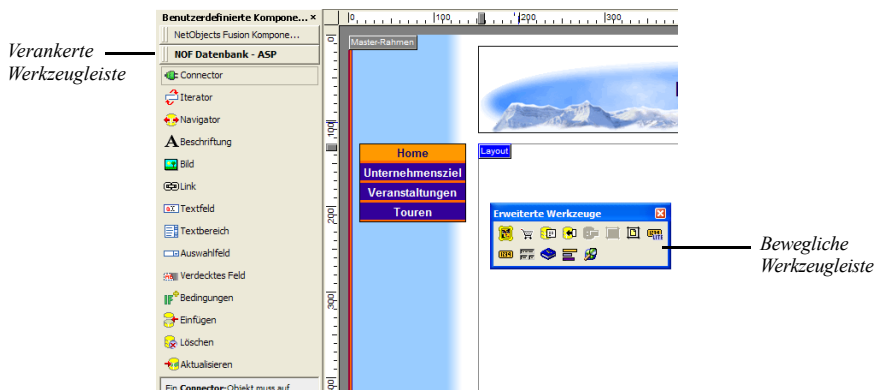 Benutzerdefinierte Kompone... ×
NetObjects Fusion Kompone...
NOF Datenbank - ASP
Connector
Iterator
Navigator
Beschriftung
Bild
Link
Textfeld
Textbereich
Auswahlfeld
Verdecktes Feld
Bedingungen
Einfügen
Löschen
Aktualisieren
Ein Connector-Objekt muss auf
Verankerte
Werkzeugleiste
0 100 200 300
0
100
200
300
Master-Rahmen
Home
Unternehmensziel
Veranstaltungen
Touren
Layout
Erweiterte Werkzeuge
Bewegliche
Werkzeugleiste